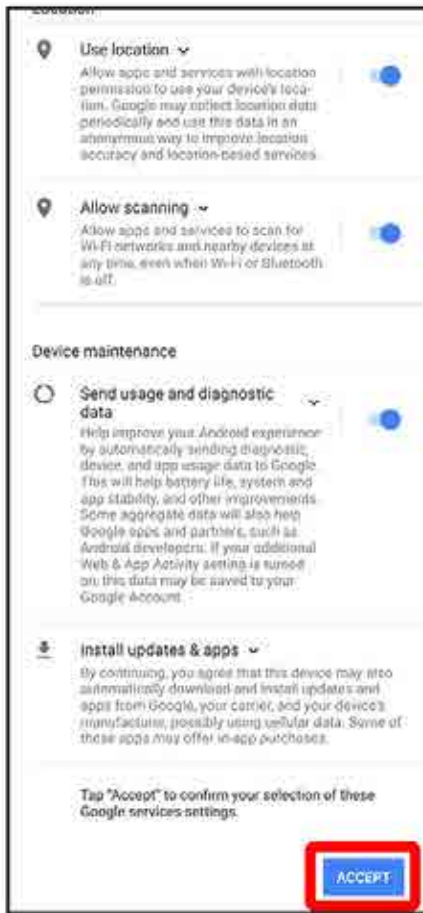 Location
Use location
Allow apps and services with location
permission to use your device's loca-
tion. Google may collect location data
periodically and use this data in an
anonymous way to improve location
accuracy and location-based services.
Allow scanning
Allow apps and services to scan for
Wi-Fi networks and nearby devices at
any time, even when Wi-Fi or Bluetooth
is off.
Device maintenance
Send usage and diagnostic
data
Help improve your Android experience
by automatically sending diagnostic,
device, and app usage data to Google.
This will help battery life, system and
app stability, and other improvements.
Some aggregate data will also help
Google apps and partners, such as
Android developers. If your additional
Web & App Activity setting is turned
on, this data may be saved to your
Google Account.
Install updates & apps
By continuing, you agree that this device may also
automatically download and install updates and
apps from Google, your carrier, and your device's
manufacturer, possibly using cellular data. Some of
these apps may offer in-app purchases.
Tap "Accept" to confirm your selection of these
Google services settings.
ACCEPT